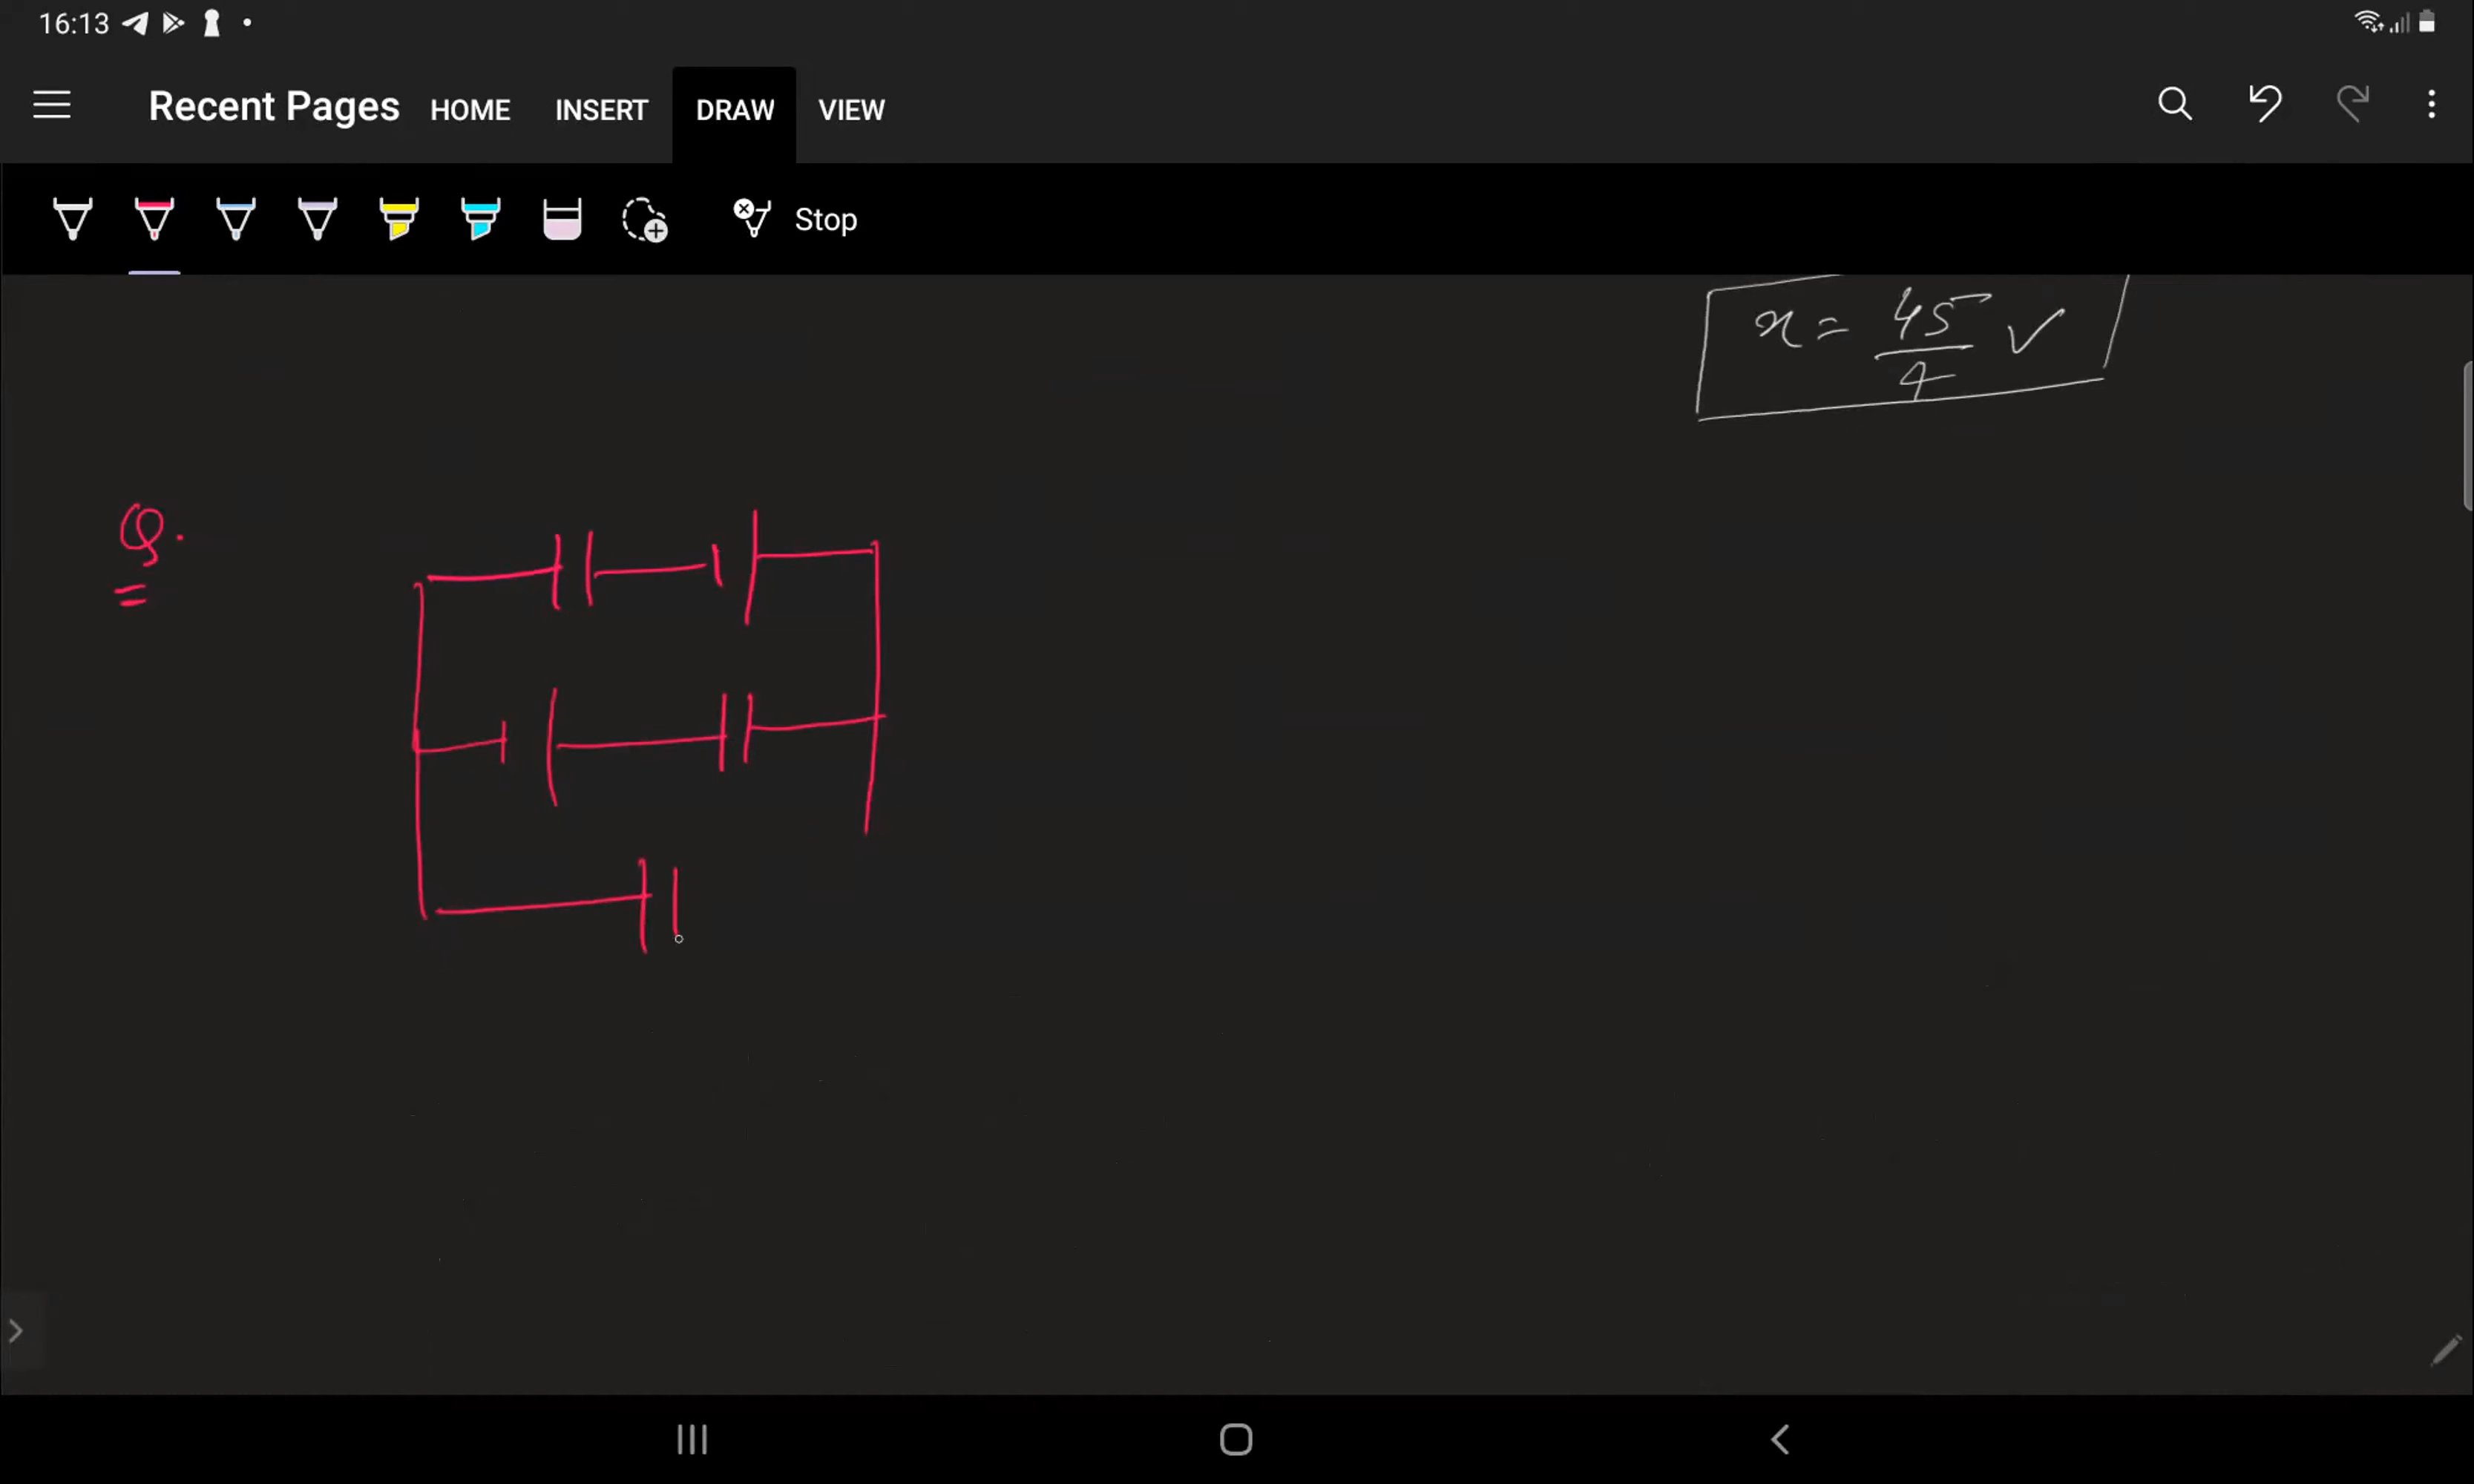 16:13
Recent Pages HOME INSERT DRAW VIEW
Stop
x = 45/4 V
Q.